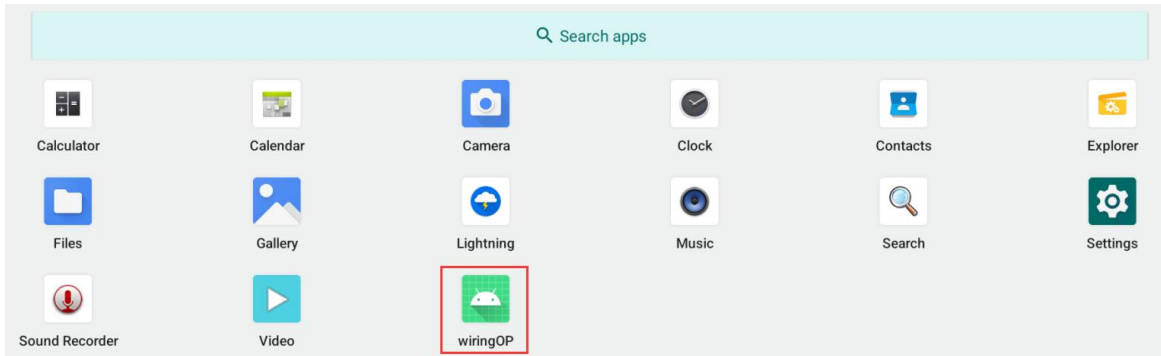 Search apps
Calculator Calendar Camera Clock Contacts Explorer
Files Gallery Lightning Music Search Settings
Sound Recorder Video wiringOP